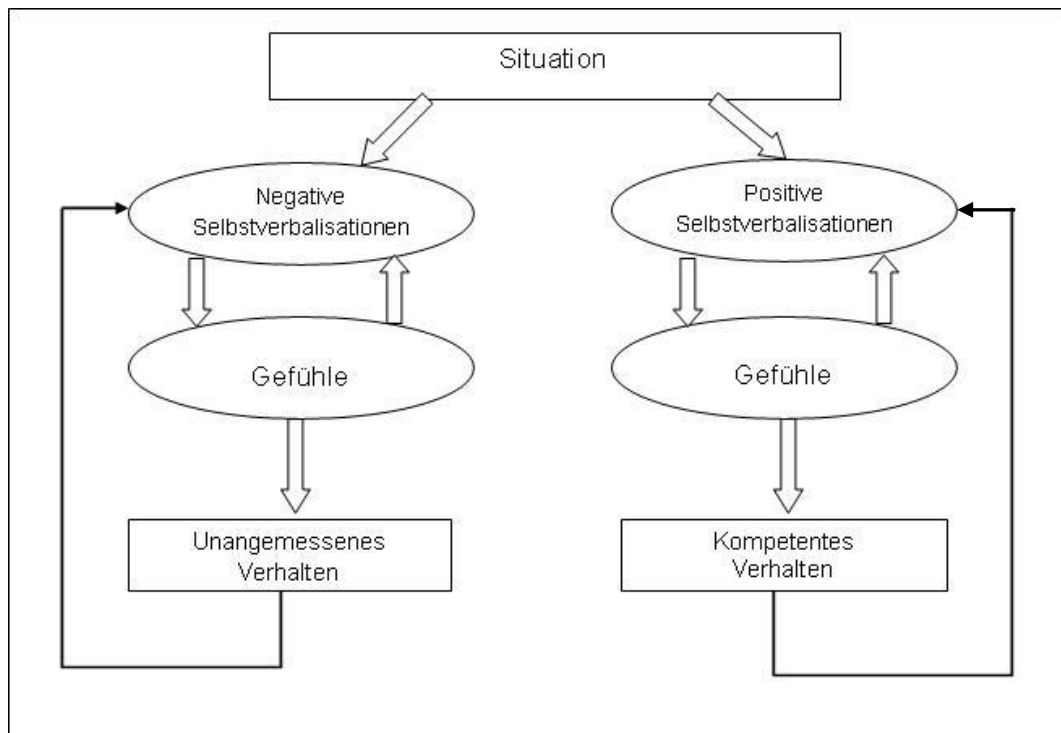 Situation
Negative
Selbstverbalisationen
Positive
Selbstverbalisationen
Gefühle
Gefühle
Unangemessenes
Verhalten
Kompetentes
Verhalten